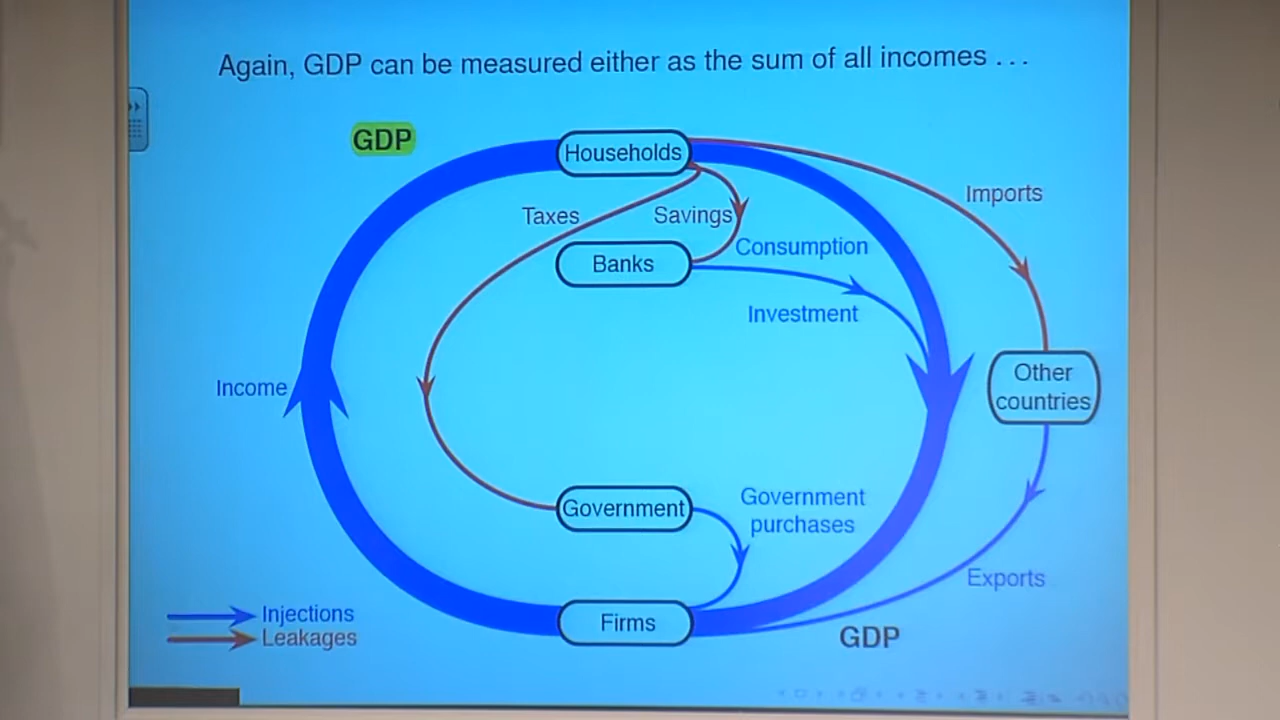 Again, GDP can be measured either as the sum of all incomes . . .
GDP
Households
Imports
Taxes
Savings
Consumption
Banks
Investment
Other
countries
Income
Government
purchases
Government
Exports
Injections
Firms
Leakages
GDP